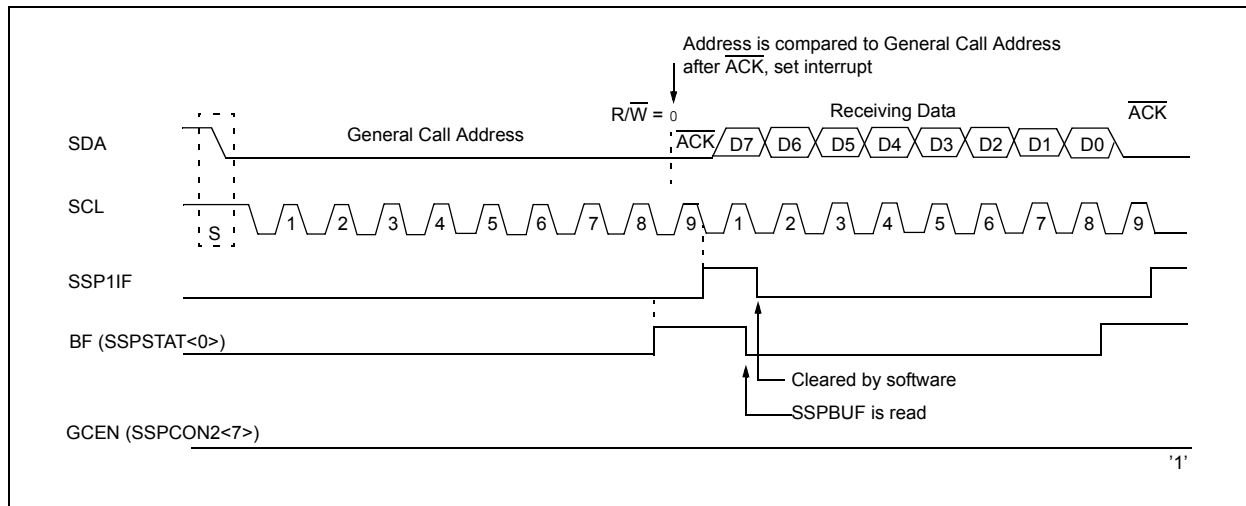 Address is compared to General Call Address
after ACK, set interrupt
R/W = 0
Receiving Data
ACK
General Call Address
SDA
ACK
D7 D6 D5 D4 D3 D2 D1 D0
SCL
S
1 2 3 4 5 6 7 8 9 1 2 3 4 5 6 7 8 9
SSP1IF
BF (SSPSTAT<0>)
Cleared by software
SSPBUF is read
GCEN (SSPCON2<7>)
’1’